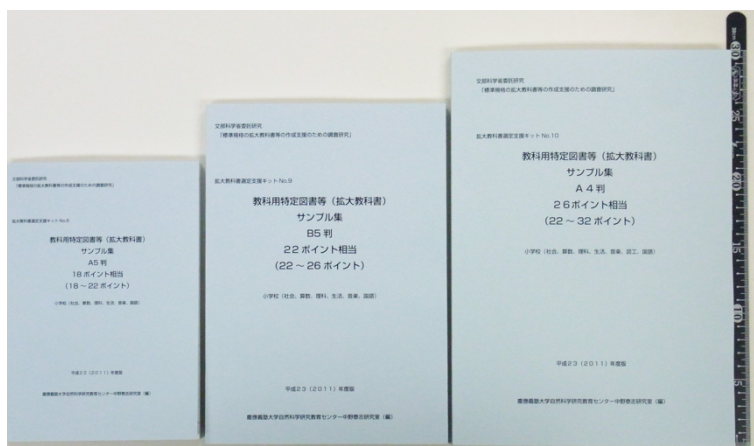 文部科学省委託研究
「標準規格の拡大教科書等の作成支援のための調査研究」
拡大教科書選定支援キット No.8
教科用特定図書等（拡大教科書）
サンプル集
A5判
18ポイント相当
（18～22ポイント）
小学校（社会、算数、理科、生活、音楽、国語）
平成23（2011）年度版
慶應義塾大学自然科学研究教育センター中野泰志研究室（編）
文部科学省委託研究
「標準規格の拡大教科書等の作成支援のための調査研究」
拡大教科書選定支援キット No.9
教科用特定図書等（拡大教科書）
サンプル集
B5判
22ポイント相当
（22～26ポイント）
小学校（社会、算数、理科、生活、音楽、国語）
平成23（2011）年度版
慶應義塾大学自然科学研究教育センター中野泰志研究室（編）
文部科学省委託研究
「標準規格の拡大教科書等の作成支援のための調査研究」
拡大教科書選定支援キット No.10
教科用特定図書等（拡大教科書）
サンプル集
A4判
26ポイント相当
（22～32ポイント）
小学校（社会、算数、理科、生活、音楽、図工、国語）
平成23（2011）年度版
慶應義塾大学自然科学研究教育センター中野泰志研究室（編）
30
25
20
15
10
5